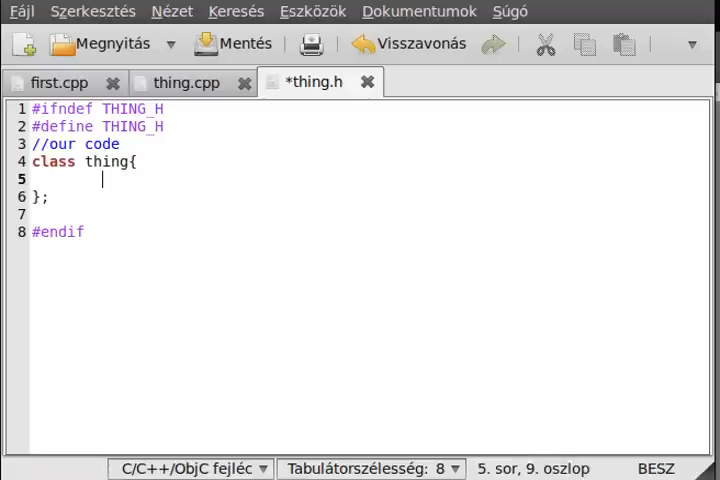 Fájl Szerkesztés Nézet Keresés Eszközök Dokumentumok Súgó
Megnyitás Mentés Visszavonás
first.cpp thing.cpp *thing.h
1 #ifndef THING_H
2 #define THING_H
3 //our code
4 class thing{
5
6 };
7
8 #endif
C/C++/ObjC fejléc Tabulátorszélesség: 8 5. sor, 9. oszlop BESZ